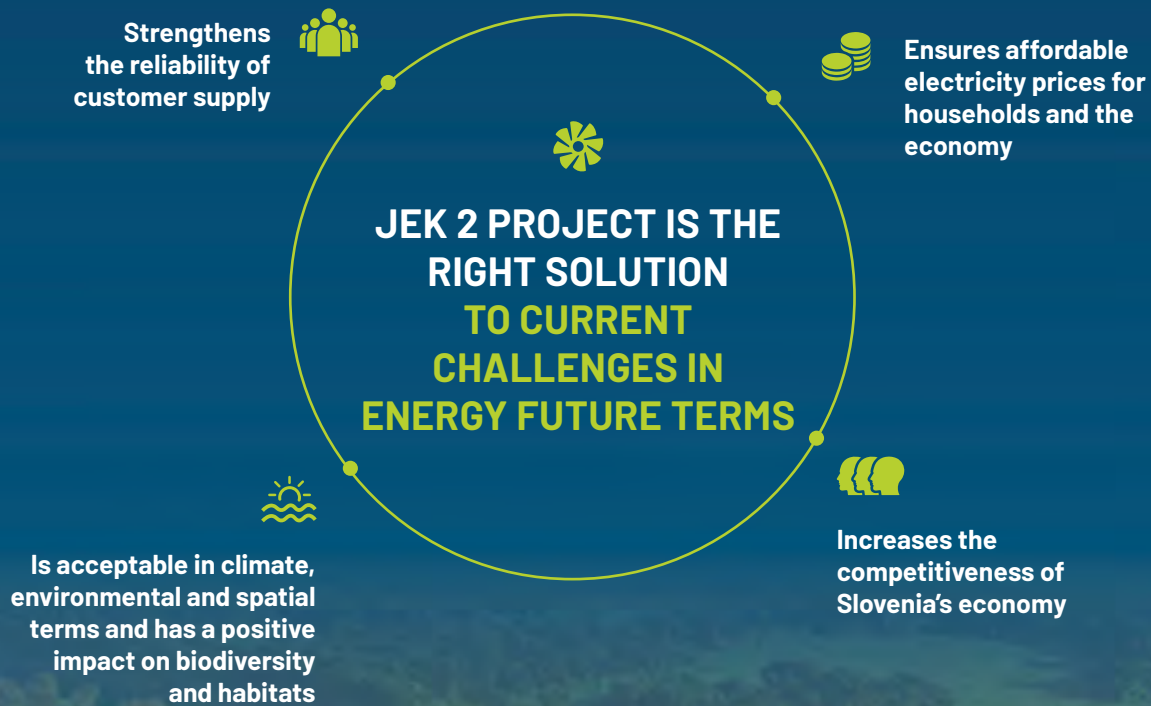 Strengthens
the reliability of
customer supply
Ensures affordable
electricity prices for
households and the
economy
JEK 2 PROJECT IS THE
RIGHT SOLUTION
TO CURRENT
CHALLENGES IN
ENERGY FUTURE TERMS
Is acceptable in climate,
environmental and spatial
terms and has a positive
impact on biodiversity
and habitats
Increases the
competitiveness of
Slovenia’s economy